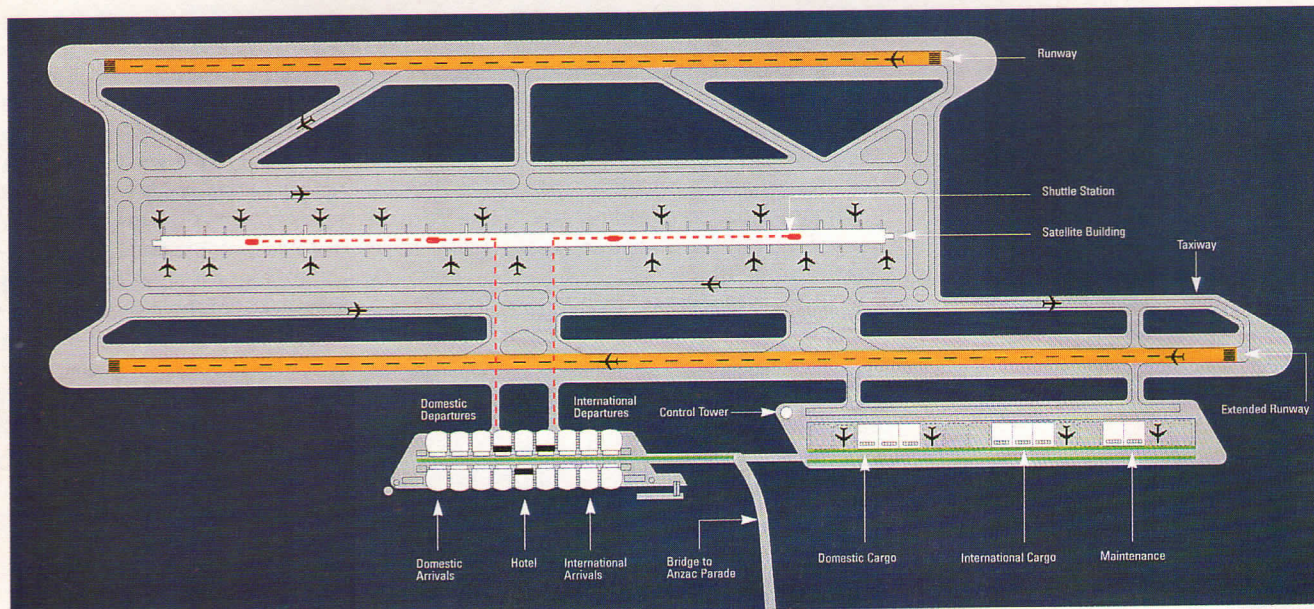 Runway
Shuttle Station
Satellite Building
Taxiway
Domestic
Departures
International
Departures
Control Tower
Extended Runway
Domestic
Arrivals
Hotel
International
Arrivals
Bridge to
Anzac Parade
Domestic Cargo
International Cargo
Maintenance